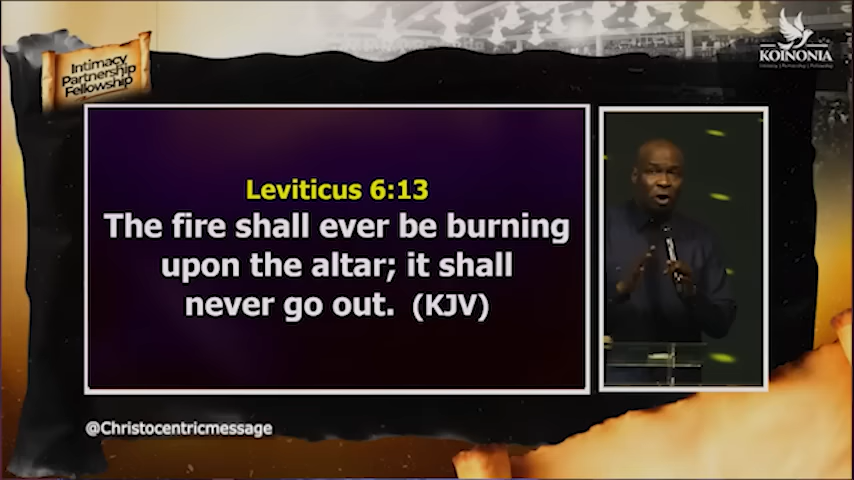 Intimacy
Partnership
Fellowship
KOINONIA
Leviticus 6:13
The fire shall ever be burning
upon the altar; it shall
never go out. (KJV)
@Christocentricmessage